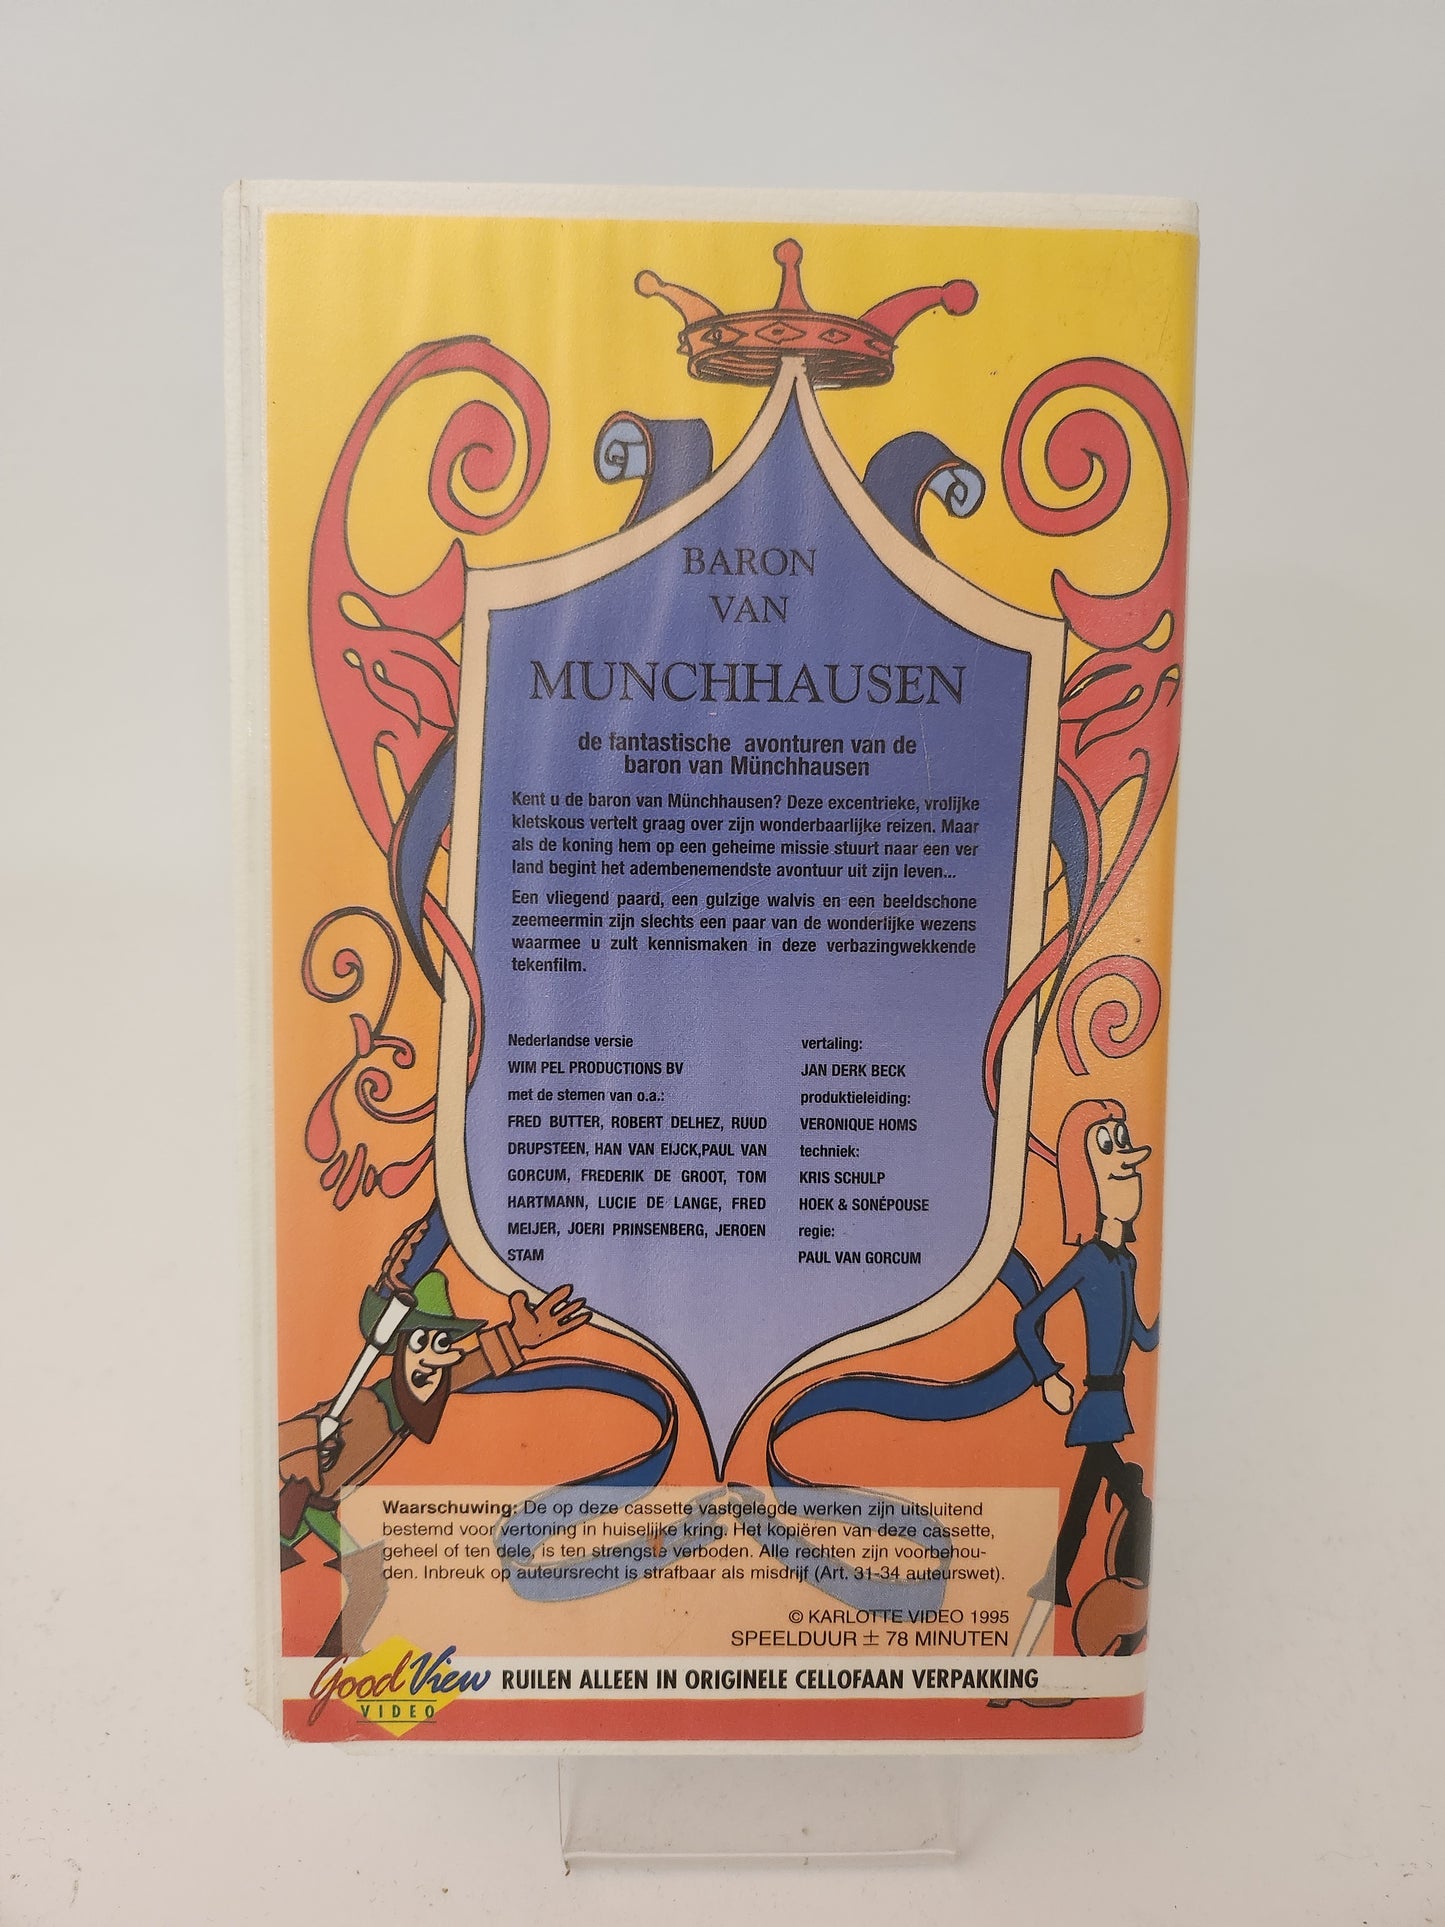 BARON
VAN
MUNCHHAUSEN
de fantastische avonturen van de
baron van Münchhausen
Kent u de baron van Münchhausen? Deze excentrieke, vrolijke
kletskous vertelt graag over zijn wonderbaarlijke reizen. Maar
als de koning hem op een geheime missie stuurt naar een ver
land begint het adembenemendste avontuur uit zijn leven...
Een vliegend paard, een gulzige walvis en een beeldschone
zeemeermin zijn slechts een paar van de wonderlijke wezens
waarmee u zult kennismaken in deze verbazingwekkende
tekenfilm.
Nederlandse versie
WIM PEL PRODUCTIONS BV
met de stemen van o.a.:
FRED BUTTER, ROBERT DELHEZ, RUUD
DRUPSTEEN, HAN VAN EIJCK,PAUL VAN
GORCUM, FREDERIK DE GROOT, TOM
HARTMANN, LUCIE DE LANGE, FRED
MEIJER, JOERI PRINSENBERG, JEROEN
STAM
vertaling:
JAN DERK BECK
produktieleiding:
VERONIQUE HOMS
techniek:
KRIS SCHULP
HOEK & SONÉPOUSE
regie:
PAUL VAN GORCUM
Waarschuwing: De op deze cassette vastgelegde werken zijn uitsluitend
bestemd voor vertoning in huiselijke kring. Het kopiëren van deze cassette,
geheel of ten dele, is ten strengste verboden. Alle rechten zijn voorbehou-
den. Inbreuk op auteursrecht is strafbaar als misdrijf (Art. 31-34 auteurswet).
© KARLOTTE VIDEO 1995
SPEELDUUR ± 78 MINUTEN
Good View
VIDEO
RUILEN ALLEEN IN ORIGINELE CELLOFAAN VERPAKKING